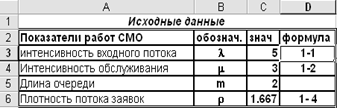 A B C D
1 Исходные данные
2 Показатели работ СМО обознач. знач формула
3 интенсивность входного потока λ 5 1-1
4 Интенсивность обслуживания μ 3 1-2
5 Длина очереди m 2
6 Плотность потока заявок ρ 1.667 1- 4